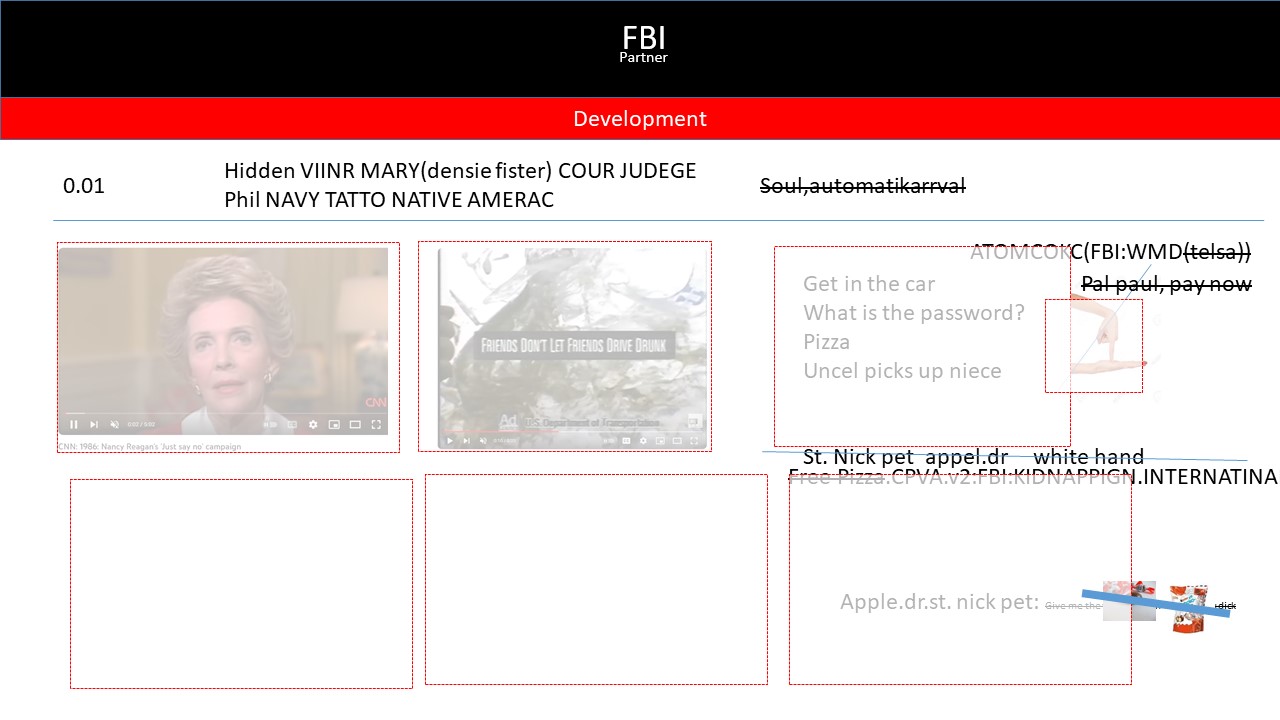 FBI
Partner
Development
0.01
Hidden VIINR MARY(densie fister) COUR JUDEGE
Phil NAVY TATTO NATIVE AMERAC
Soul,automatikarrval
ATOMCOKC(FBI:WMD(telsa))
Pal paul, pay now
Get in the car
What is the password?
Pizza
Uncel picks up niece
CNN
0:02 / 5:02
CNN: 1986: Nancy Reagan's 'Just say no' campaign
FRIENDS DON'T LET FRIENDS DRIVE DRUNK
Ad
U.S. Department of Transportation
St. Nick pet appel.dr white hand
Free Pizza.CPVA.v2:FBI:KIDNAPPIGN.INTERNATINA
Apple.dr.st. nick pet: Give me the dick